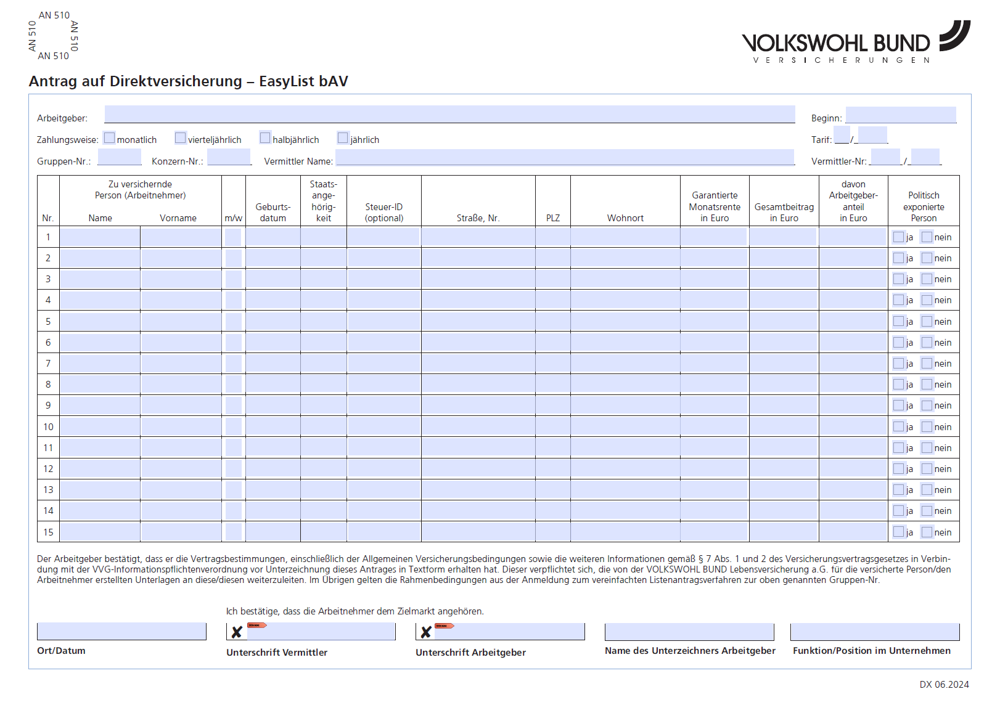 AN 510
AN 510
AN 510
AN 510
VOLKSWOHL BUND
VERSICHERUNGEN
Antrag auf Direktversicherung – EasyList bAV
Arbeitgeber: Beginn:
Zahlungsweise: monatlich vierteljährlich halbjährlich jährlich Tarif: /
Gruppen-Nr.: Konzern-Nr.: Vermittler Name: Vermittler-Nr: /
Zu versichernde
Person (Arbeitnehmer)
Nr. Name Vorname
m/w
Geburts-
datum
Staats-
ange-
hörig-
keit
Steuer-ID
(optional)
Straße, Nr.
PLZ
Wohnort
Garantierte
Monatsrente
in Euro
Gesamtbeitrag
in Euro
davon
Arbeitgeber-
anteil
in Euro
Politisch
exponierte
Person
1 ja nein
2 ja nein
3 ja nein
4 ja nein
5 ja nein
6 ja nein
7 ja nein
8 ja nein
9 ja nein
10 ja nein
11 ja nein
12 ja nein
13 ja nein
14 ja nein
15 ja nein
Der Arbeitgeber bestätigt, dass er die Vertragsbestimmungen, einschließlich der Allgemeinen Versicherungsbedingungen sowie die weiteren Informationen gemäß § 7 Abs. 1 und 2 des Versicherungsvertragsgesetzes in Verbin-
dung mit der VVG-Informationspflichtenverordnung vor Unterzeichnung dieses Antrages in Textform erhalten hat. Dieser verpflichtet sich, die von der VOLKSWOHL BUND Lebensversicherung a.G. für die versicherte Person/den
Arbeitnehmer erstellten Unterlagen an diese/diesen weiterzuleiten. Im Übrigen gelten die Rahmenbedingungen aus der Anmeldung zum vereinfachten Listenantragsverfahren zur oben genannten Gruppen-Nr.
Ich bestätige, dass die Arbeitnehmer dem Zielmarkt angehören.
✘ ✘
Ort/Datum Unterschrift Vermittler Unterschrift Arbeitgeber Name des Unterzeichners Arbeitgeber Funktion/Position im Unternehmen
DX 06.2024